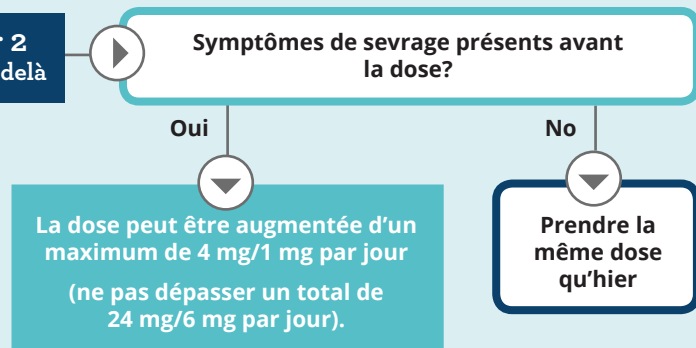 2
delà
Symptômes de sevrage présents avant
la dose?
Oui
No
La dose peut être augmentée d’un
maximum de 4 mg/1 mg par jour
(ne pas dépasser un total de
24 mg/6 mg par jour).
Prendre la
même dose
qu’hier